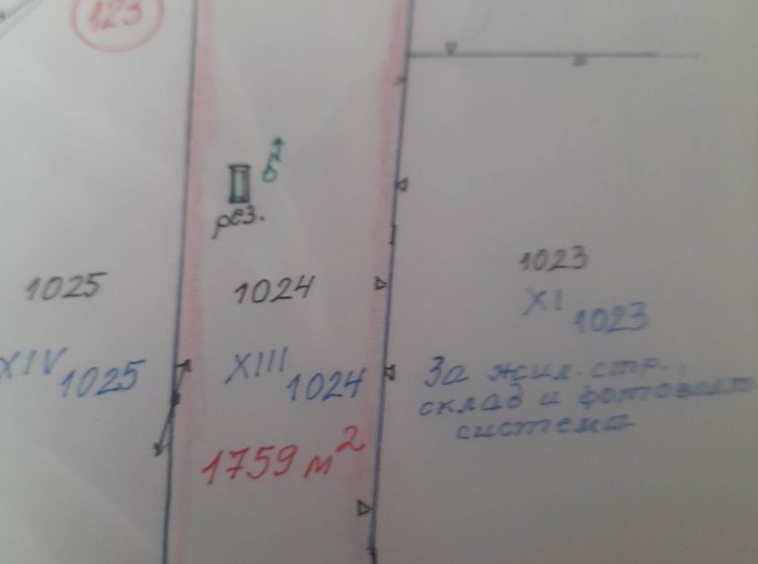 123
рез.
1025
1024
1023
XIV 1025
XIII 1024
XI 1023
За жил. стр.
склад и фотоволт
система
1759 м²